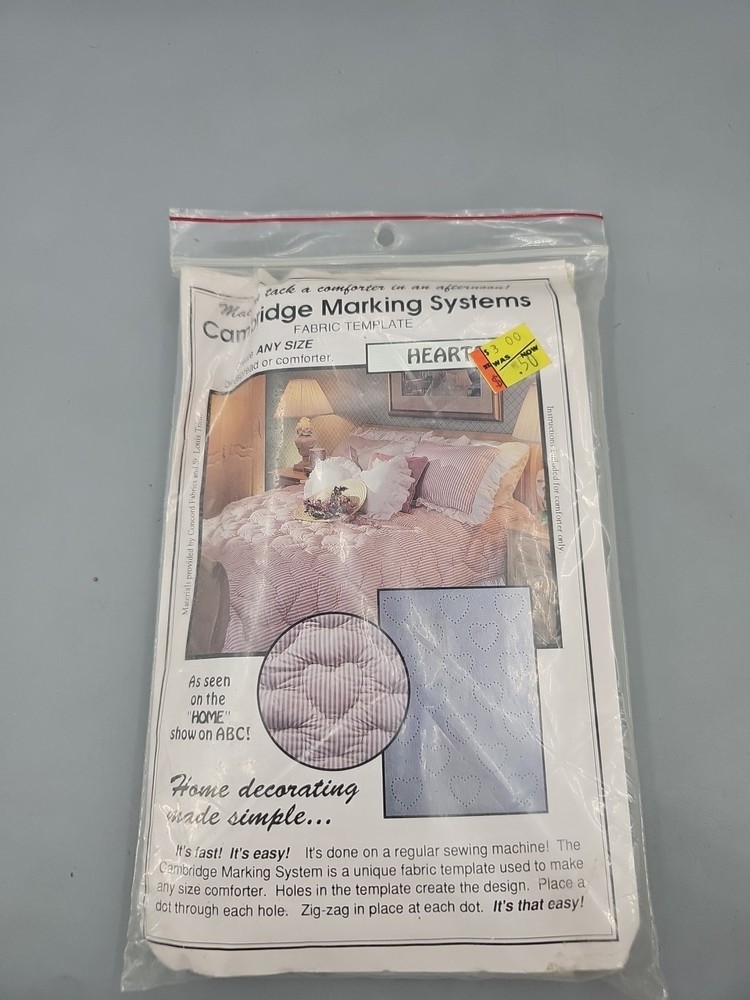 tack a comforter in an afternoon!
Cambridge Marking Systems
FABRIC TEMPLATE
ANY SIZE
or comforter.
HEART
$3.00
WAS NOW
.50
Materials provided by Concord Fabrics and St. Louis
Instructions included for comforter only.
As seen
on the
"HOME"
show on ABC!
Home decorating
made simple...
It's fast! It's easy! It's done on a regular sewing machine! The
Cambridge Marking System is a unique fabric template used to make
any size comforter. Holes in the template create the design. Place a
dot through each hole. Zig-zag in place at each dot. It's that easy!